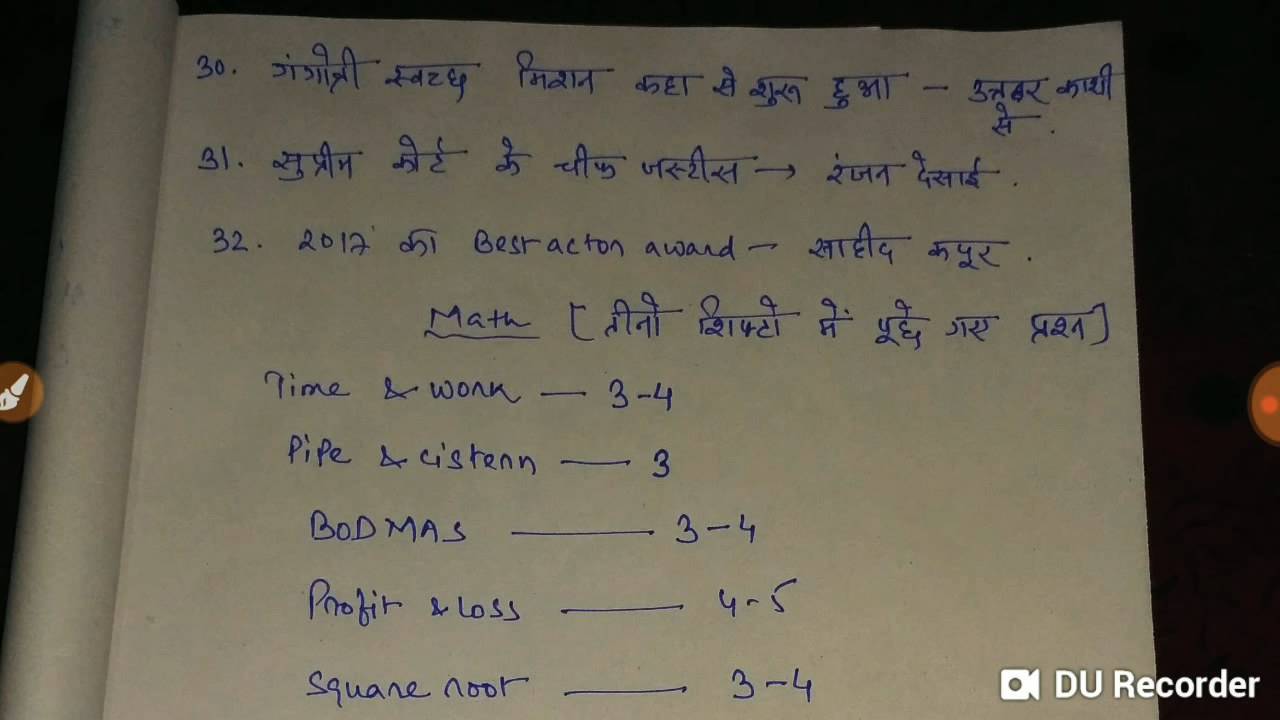 30. गंगोत्री स्वच्छ मिशन कहा से शुरू हुआ - उत्तर काशी
से .
31. सुप्रीम कोर्ट के चीफ जस्टीस → रंजन देसाई .
32. 2017 का Best acton award - साहीद कपूर .
Math [तीनो शिफ्टो में पूछे गए प्रश्न]
Time & work — 3-4
Pipe & cistern — 3
BODMAS — 3-4
Profit & Loss — 4-5
Square root — 3-4
DU Recorder